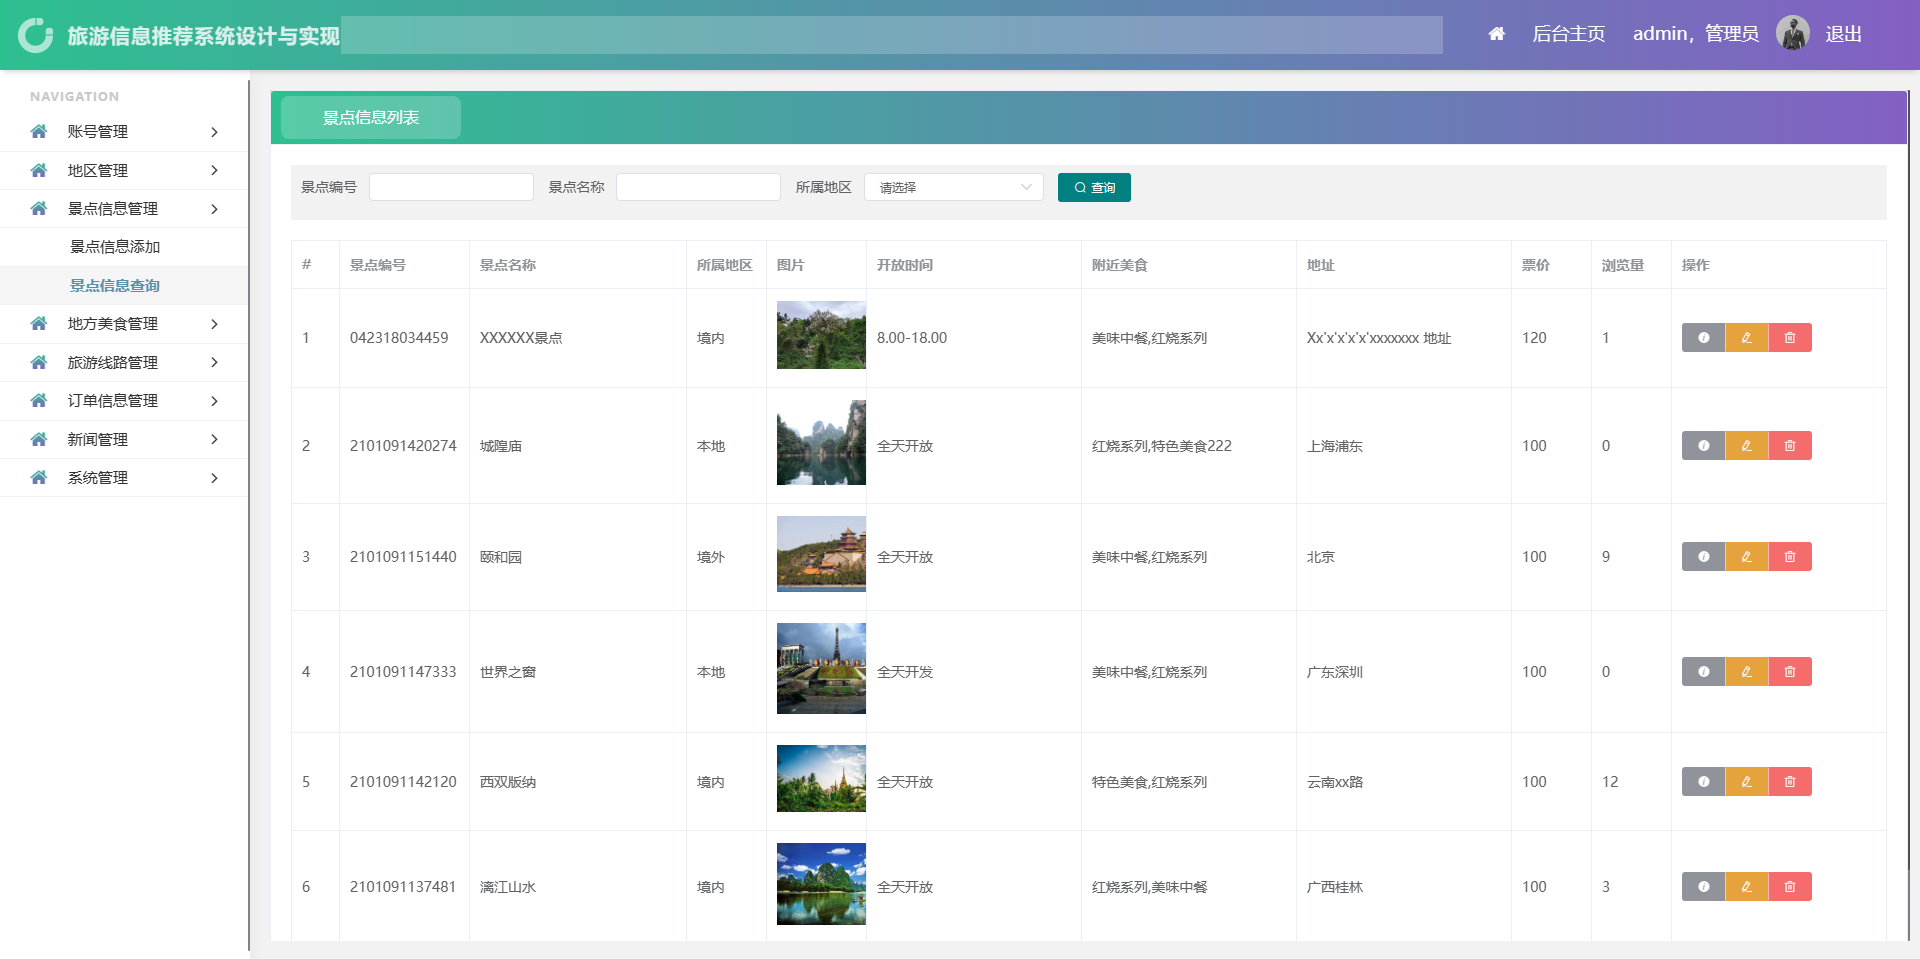 旅游信息推荐系统设计与实现
后台主页
admin，管理员
退出
NAVIGATION
账号管理
地区管理
景点信息管理
景点信息添加
景点信息查询
地方美食管理
旅游线路管理
订单信息管理
新闻管理
系统管理
景点信息列表
景点编号 景点名称 所属地区 请选择 查询
# 景点编号 景点名称 所属地区 图片 开放时间 附近美食 地址 票价 浏览量 操作
1 042318034459 XXXXXX景点 境内 8.00-18.00 美味中餐,红烧系列 Xx'x'x'x'x'xxxxxxx 地址 120 1
2 2101091420274 城隍庙 本地 全天开放 红烧系列,特色美食222 上海浦东 100 0
3 2101091151440 颐和园 境外 全天开放 美味中餐,红烧系列 北京 100 9
4 2101091147333 世界之窗 本地 全天开发 美味中餐,红烧系列 广东深圳 100 0
5 2101091142120 西双版纳 境内 全天开放 特色美食,红烧系列 云南xx路 100 12
6 2101091137481 漓江山水 境内 全天开放 红烧系列,美味中餐 广西桂林 100 3